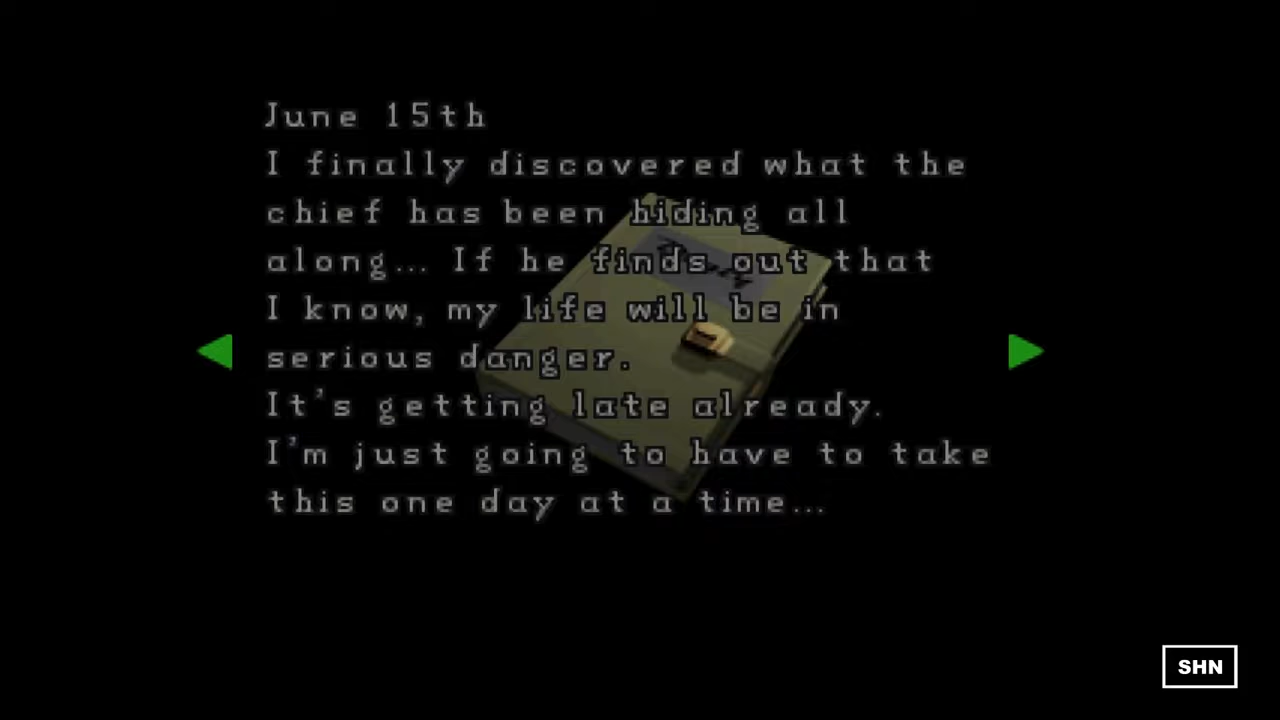 June 15th
I finally discovered what the
chief has been hiding all
along... If he finds out that
I know, my life will be in
serious danger.
It's getting late already.
I'm just going to have to take
this one day at a time...
SHN